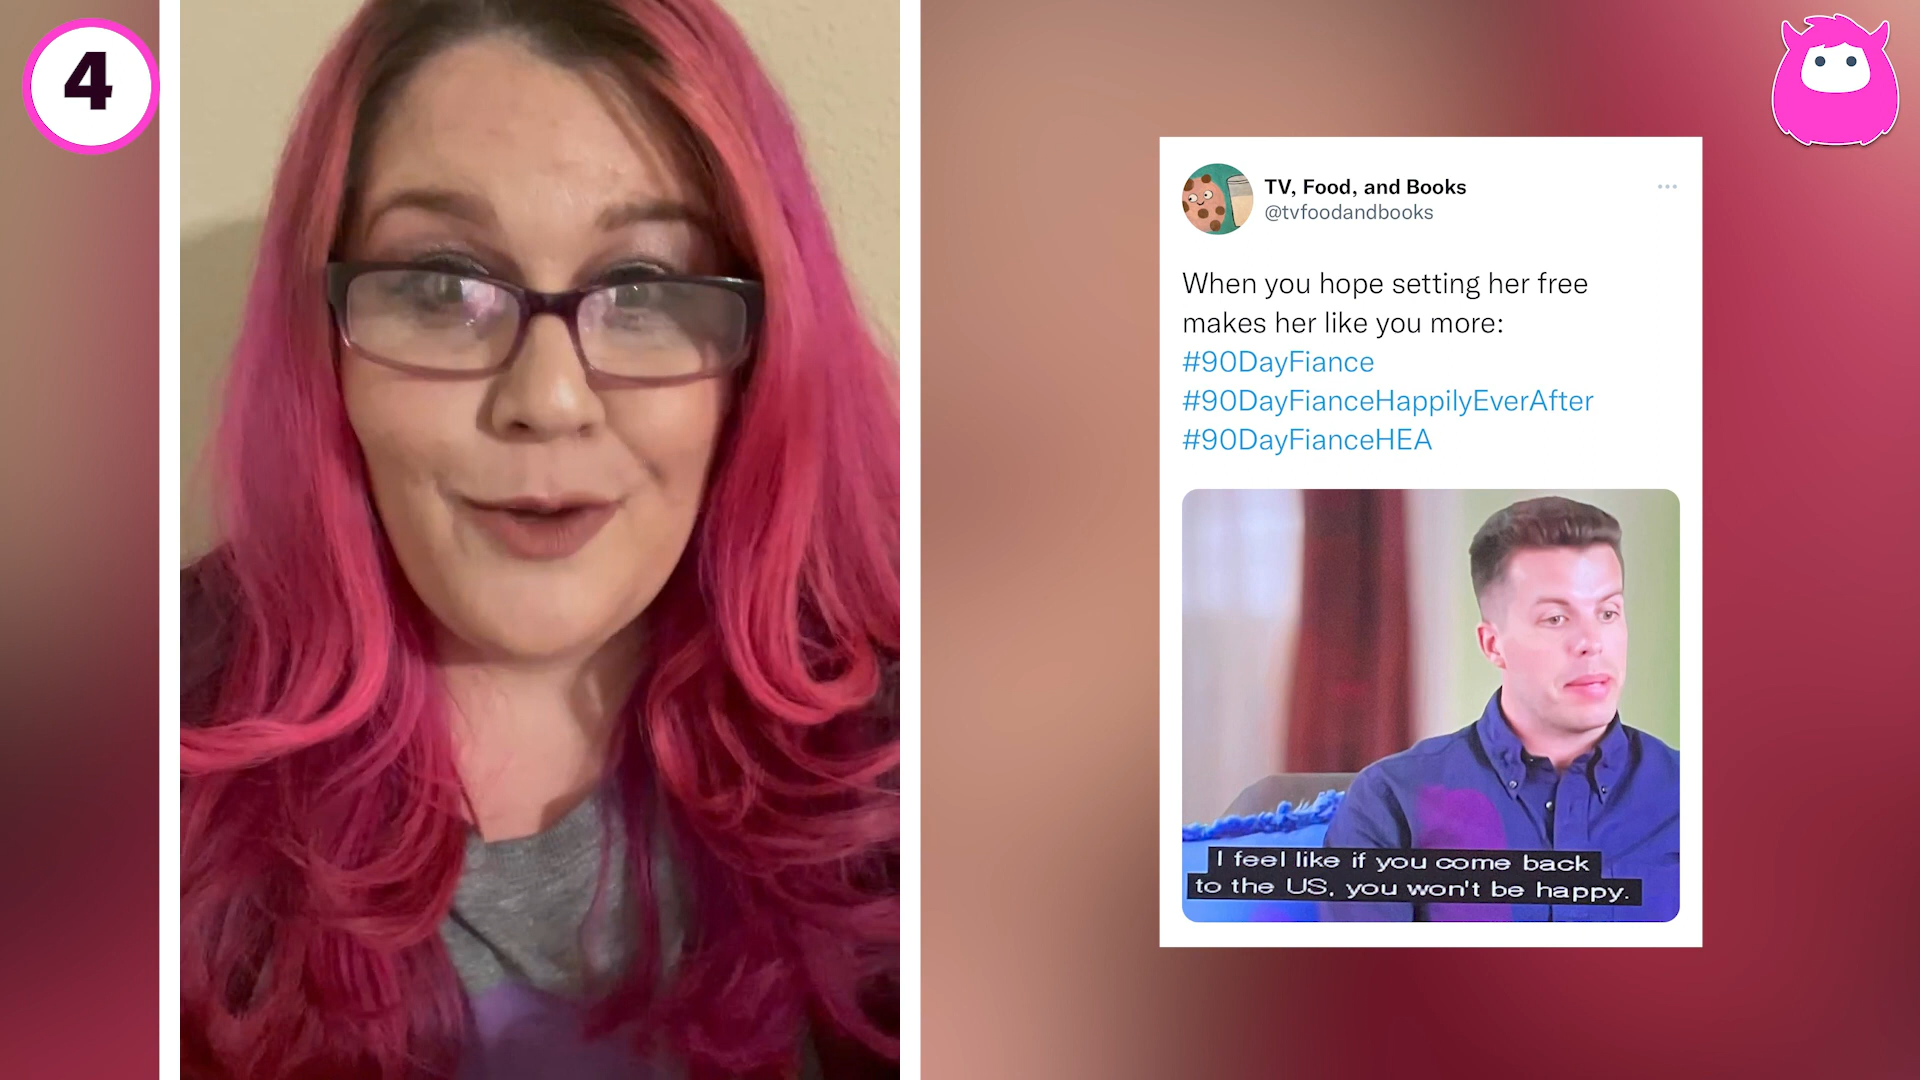 4
TV, Food, and Books
@tvfoodandbooks
When you hope setting her free
makes her like you more:
#90DayFiance
#90DayFianceHappilyEverAfter
#90DayFianceHEA
I feel like if you come back
to the US, you won't be happy.